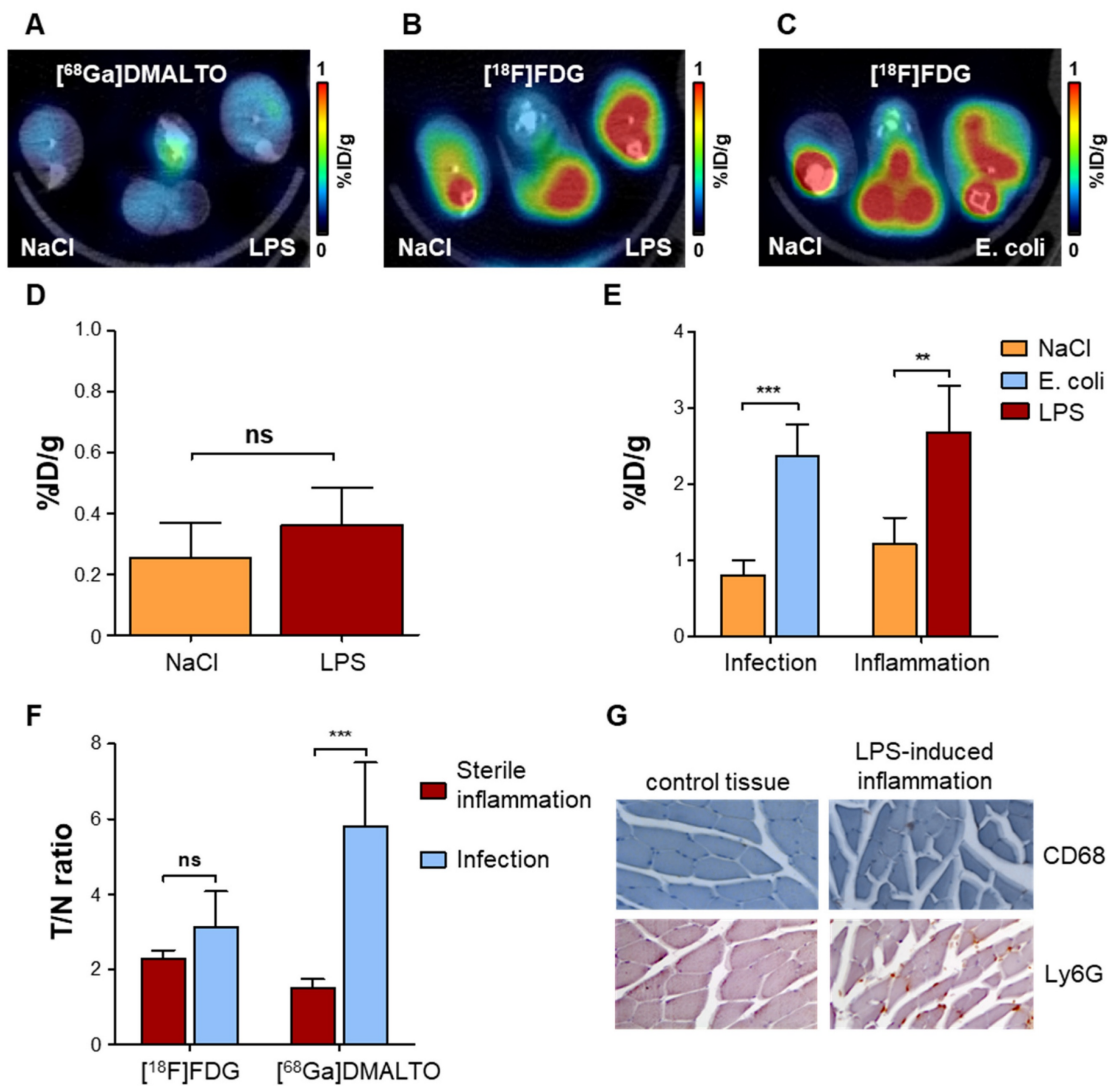 A
[⁶⁸Ga]DMALTO
1
%ID/g
0
NaCl
LPS
B
[¹⁸F]FDG
1
%ID/g
0
NaCl
LPS
C
[¹⁸F]FDG
1
%ID/g
0
NaCl
E. coli
D
%ID/g
1.0
0.8
0.6
0.4
0.2
0
ns
NaCl
LPS
E
%ID/g
4
3
2
1
0
***
**
Infection
Inflammation
NaCl
E. coli
LPS
F
T/N ratio
8
6
4
2
0
ns
***
[¹⁸F]FDG
[⁶⁸Ga]DMALTO
Sterile
inflammation
Infection
G
control tissue
LPS-induced
inflammation
CD68
Ly6G